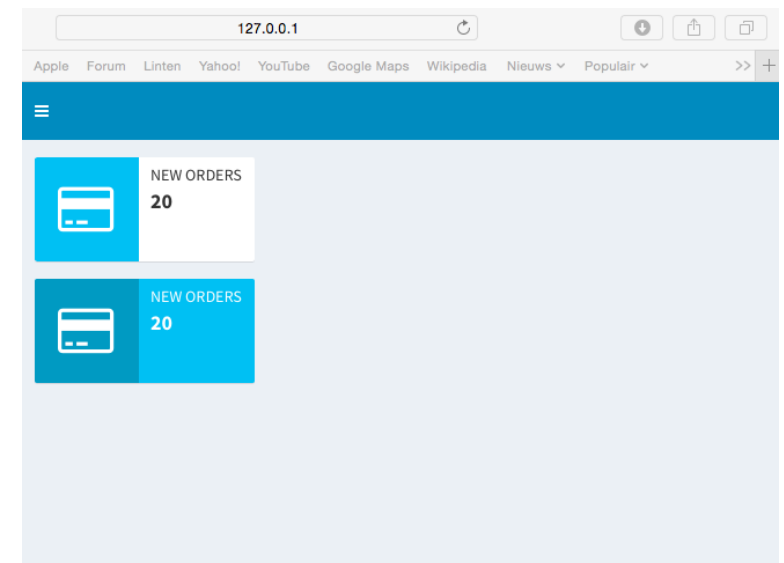 127.0.0.1
Apple Forum Linten Yahoo! YouTube Google Maps Wikipedia Nieuws Populair >>
NEW ORDERS
20
NEW ORDERS
20